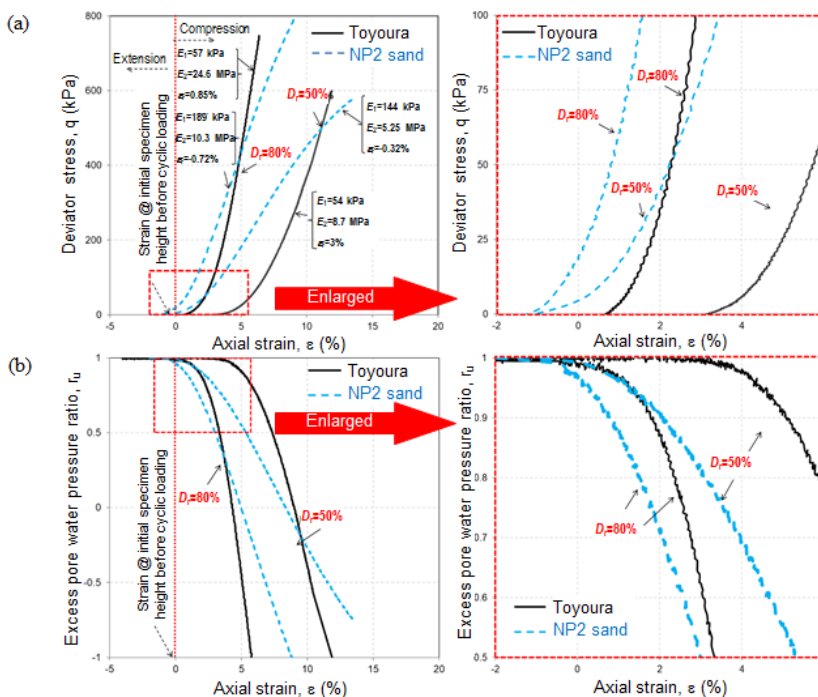 (a)
Deviator stress, q (kPa)
800
600
400
200
0
Extension
Compression
Toyoura
NP2 sand
E1=57 kPa
E2=24.6 MPa
=0.85%
E1=189 kPa
E2=10.3 MPa
=-0.72%
Dr=80%
Dr=50%
E1=144 kPa
E2=5.25 MPa
=-0.32%
E1=54 kPa
E2=8.7 MPa
=3%
Strain @ initial specimen
height before cyclic loading
Enlarged
-5 0 5 10 15 20
Axial strain, ε (%)
Deviator stress, q (kPa)
100
75
50
25
0
Toyoura
NP2 sand
Dr=80%
Dr=80%
Dr=50%
Dr=50%
-2 0 2 4 6
Axial strain, ε (%)
(b)
Excess pore water pressure ratio, ru
1
0.5
0
-0.5
-1
Toyoura
NP2 sand
Enlarged
Dr=80%
Dr=50%
Strain @ initial specimen
height before cyclic loading
-5 0 5 10 15 20
Axial strain, ε (%)
Excess pore water pressure ratio, ru
1
0.9
0.8
0.7
0.6
0.5
Dr=50%
Dr=80%
Toyoura
NP2 sand
-2 0 2 4 6
Axial strain, ε (%)